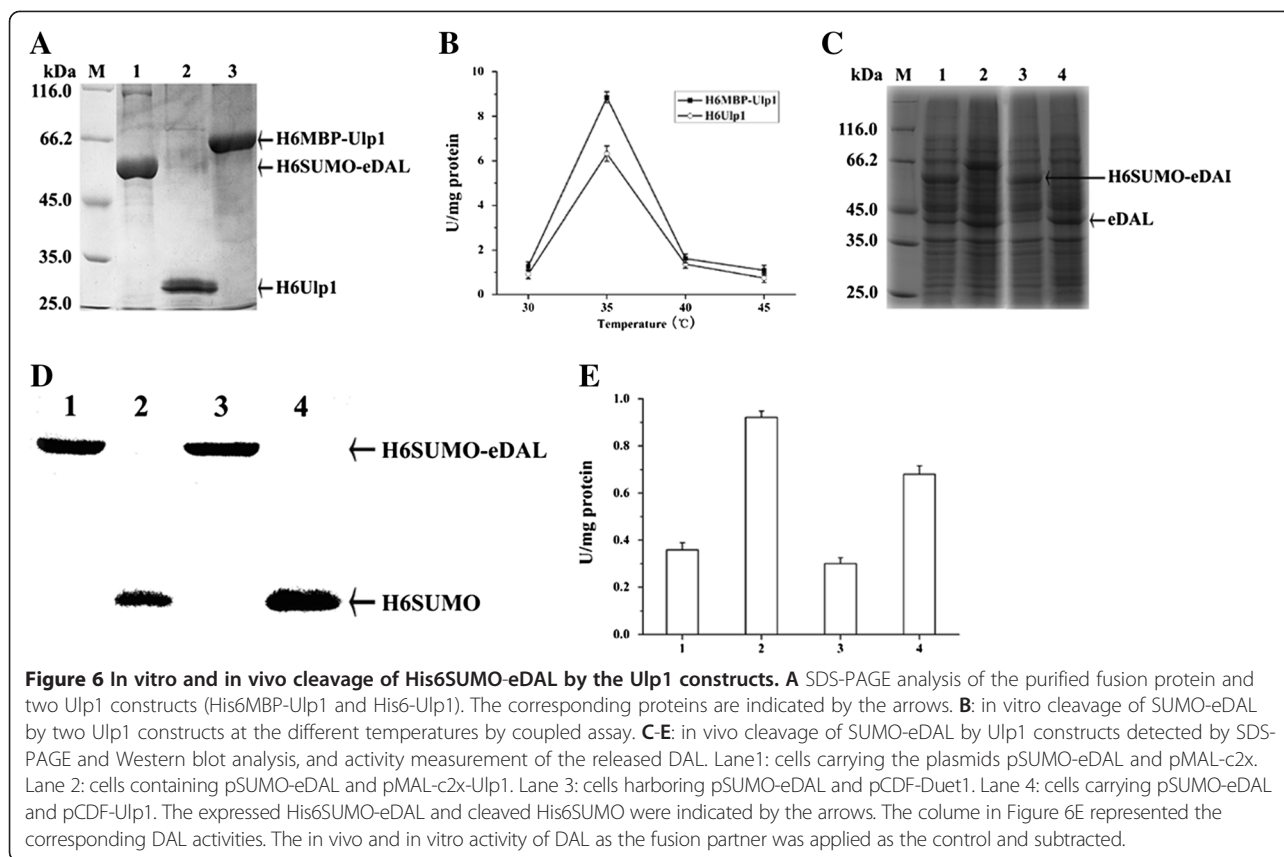 A
kDa M 1 2 3
116.0
66.2
45.0
35.0
25.0
H6MBP-Ulp1
H6SUMO-eDAL
H6Ulp1
B
U/mg protein
10
8
6
4
2
0
H6MBP-Ulp1
H6Ulp1
30 35 40 45
Temperature (℃)
C
kDa M 1 2 3 4
116.0
66.2
45.0
35.0
25.0
H6SUMO-eDAI
eDAL
D
1 2 3 4
H6SUMO-eDAL
H6SUMO
E
U/mg protein
1.0
0.8
0.6
0.4
0.2
0.0
1 2 3 4
Figure 6 In vitro and in vivo cleavage of His6SUMO-eDAL by the Ulp1 constructs. A SDS-PAGE analysis of the purified fusion protein and
two Ulp1 constructs (His6MBP-Ulp1 and His6-Ulp1). The corresponding proteins are indicated by the arrows. B: in vitro cleavage of SUMO-eDAL
by two Ulp1 constructs at the different temperatures by coupled assay. C-E: in vivo cleavage of SUMO-eDAL by Ulp1 constructs detected by SDS-
PAGE and Western blot analysis, and activity measurement of the released DAL. Lane1: cells carrying the plasmids pSUMO-eDAL and pMAL-c2x.
Lane 2: cells containing pSUMO-eDAL and pMAL-c2x-Ulp1. Lane 3: cells harboring pSUMO-eDAL and pCDF-Duet1. Lane 4: cells carrying pSUMO-eDAL
and pCDF-Ulp1. The expressed His6SUMO-eDAL and cleaved His6SUMO were indicated by the arrows. The colume in Figure 6E represented the
corresponding DAL activities. The in vivo and in vitro activity of DAL as the fusion partner was applied as the control and subtracted.